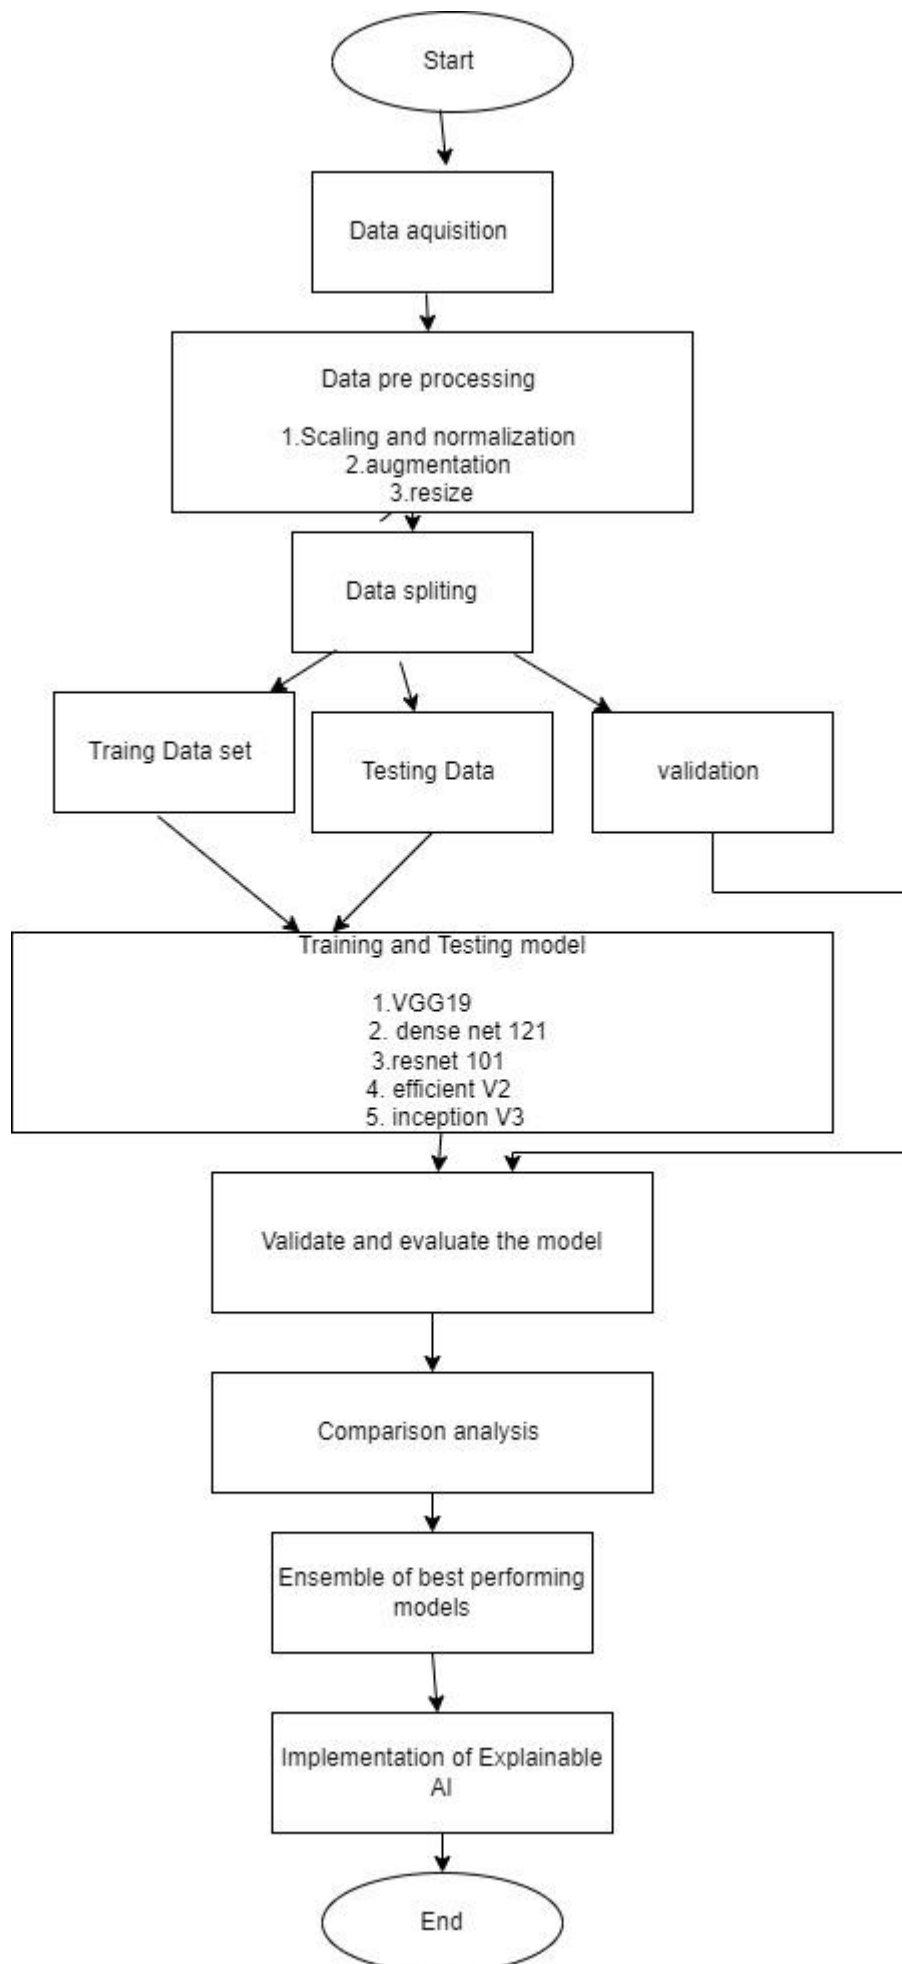 Start
Data aquisition
Data pre processing
1.Scaling and normalization
2.augmentation
3.resize
Data spliting
Traing Data set
Testing Data
validation
Training and Testing model
1.VGG19
2. dense net 121
3.resnet 101
4. efficient V2
5. inception V3
Validate and evaluate the model
Comparison analysis
Ensemble of best performing
models
Implementation of Explainable
AI
End